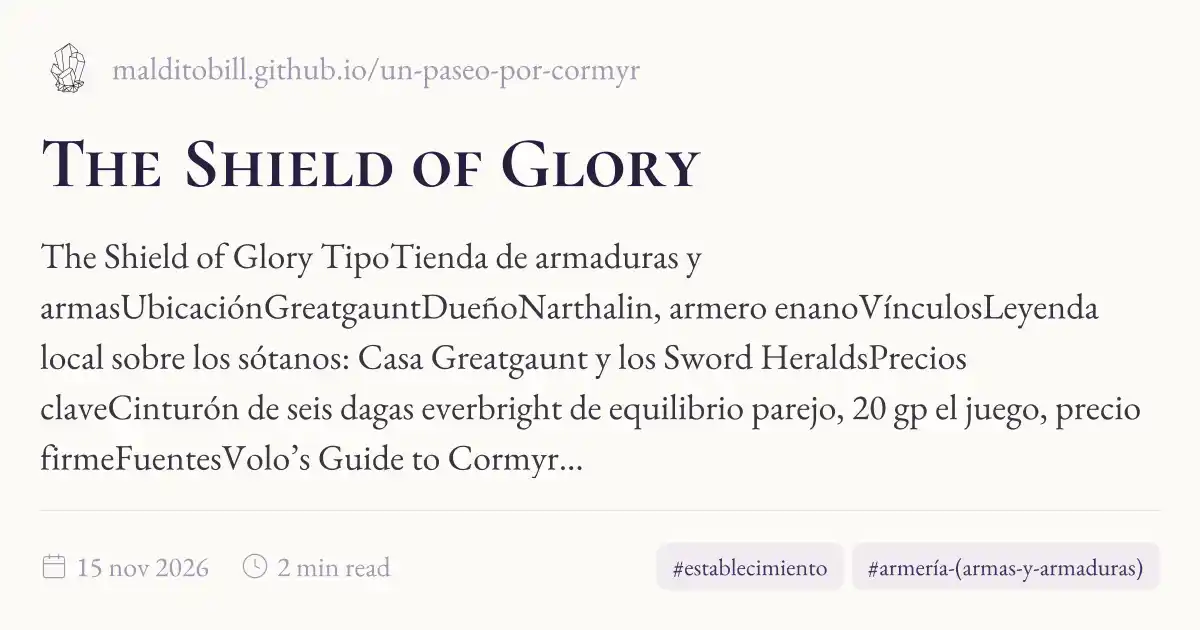 malditobill.github.io/un-paseo-por-cormyr
The Shield of Glory
The Shield of Glory TipoTienda de armaduras y
armasUbicaciónGreatgauntDueñoNarthalin, armero enanoVínculosLeyenda
local sobre los sótanos: Casa Greatgaunt y los Sword HeraldsPrecios
claveCinturón de seis dagas everbright de equilibrio parejo, 20 gp el juego, precio
firmeFuentesVolo’s Guide to Cormyr...
15 nov 2026
2 min read
#establecimiento
#armería-(armas-y-armaduras)